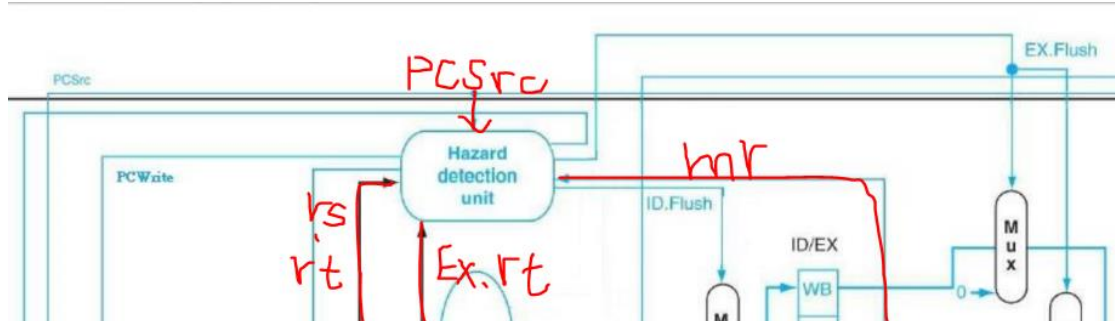 EX.Flush
PCSrc
PCSrc
Hazard
detection
unit
mr
PCWrite
rs
rt
Ex.rt
ID.Flush
ID/EX
Mux
WB
0
M